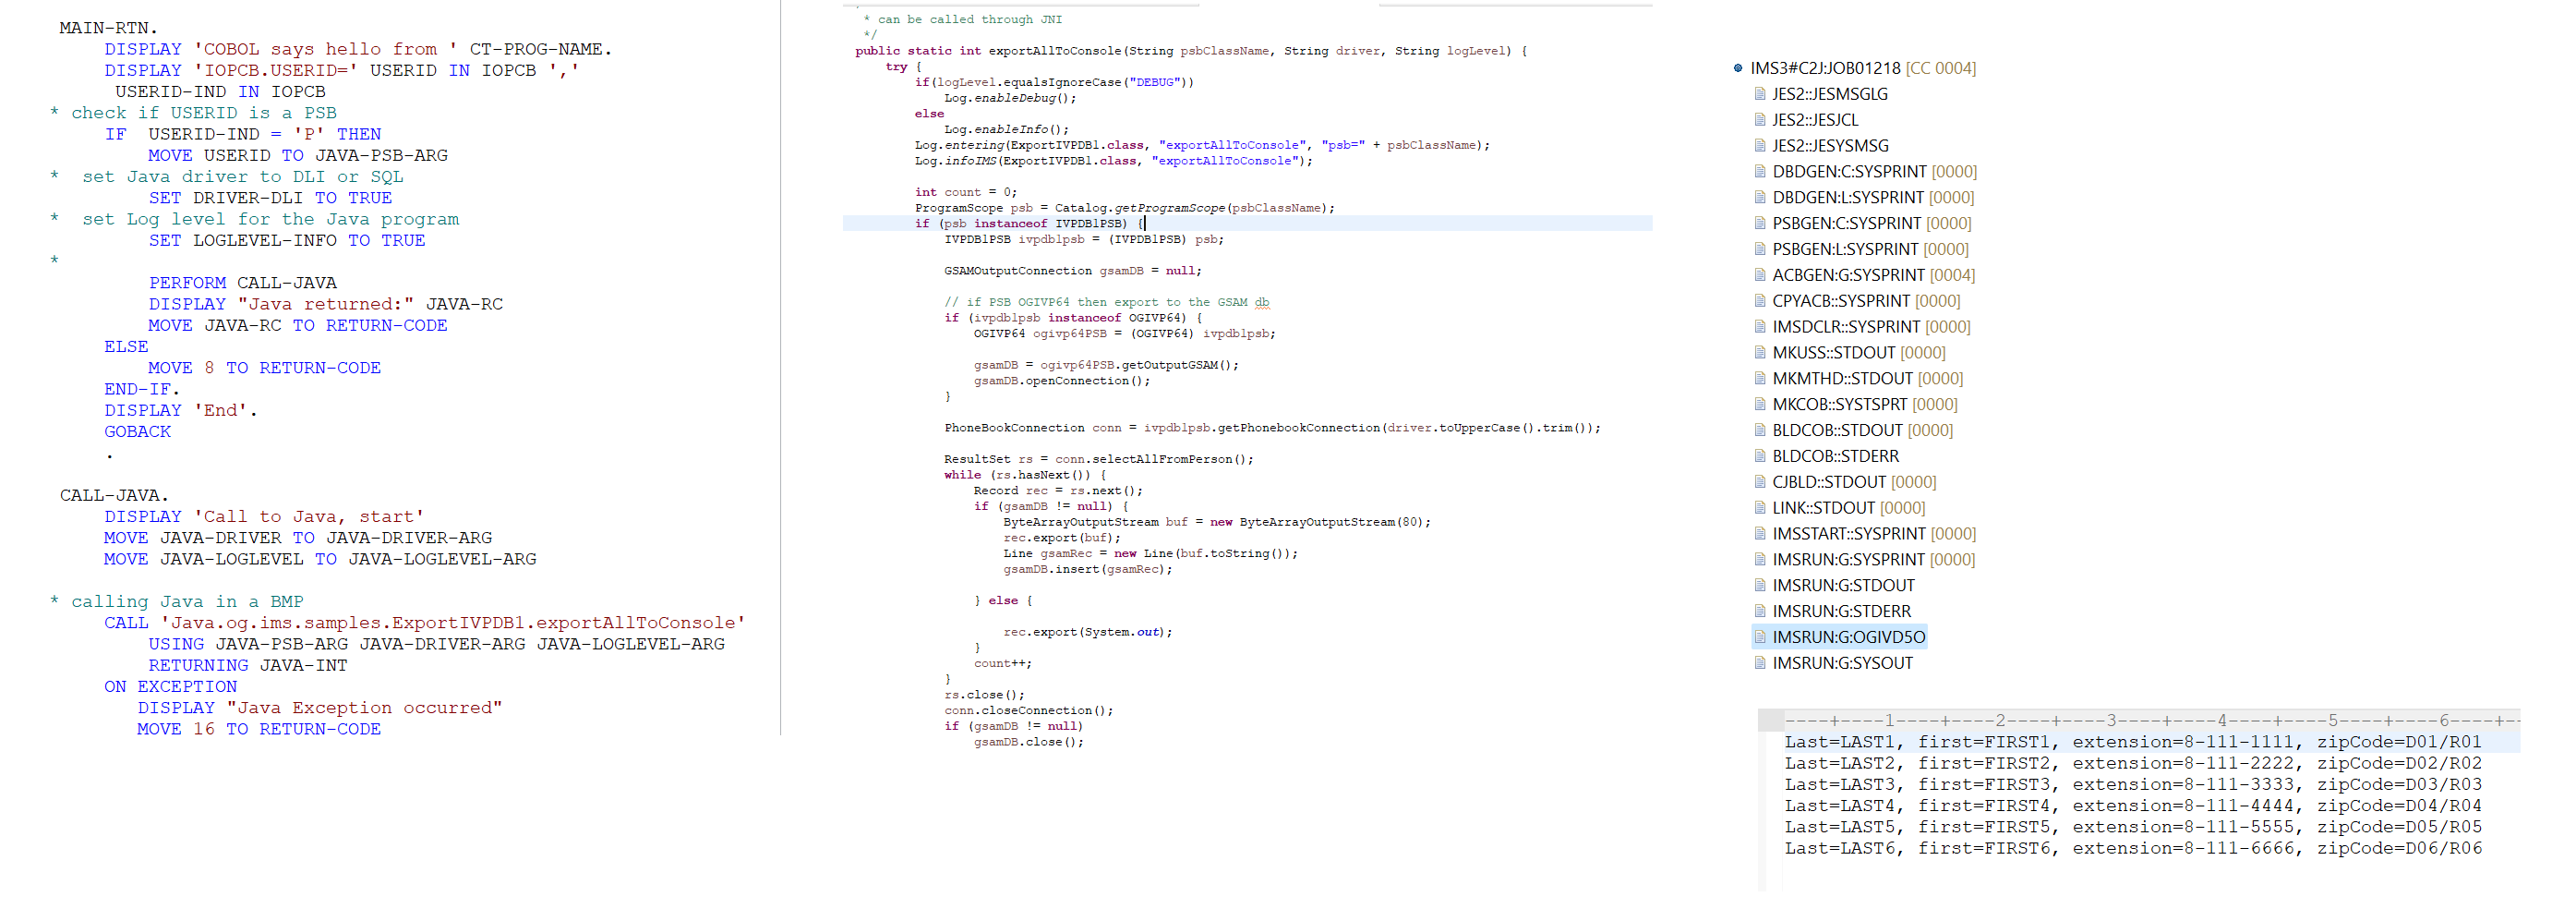 MAIN-RTN.
DISPLAY 'COBOL says hello from ' CT-PROG-NAME.
DISPLAY 'IOPCB.USERID=' USERID IN IOPCB ','
USERID-IND IN IOPCB
* check if USERID is a PSB
IF  USERID-IND = 'P' THEN
MOVE USERID TO JAVA-PSB-ARG
*  set Java driver to DLI or SQL
SET DRIVER-DLI TO TRUE
*  set Log level for the Java program
SET LOGLEVEL-INFO TO TRUE
*
PERFORM CALL-JAVA
DISPLAY "Java returned:" JAVA-RC
MOVE JAVA-RC TO RETURN-CODE
ELSE
MOVE 8 TO RETURN-CODE
END-IF.
DISPLAY 'End'.
GOBACK
.
CALL-JAVA.
DISPLAY 'Call to Java, start'
MOVE JAVA-DRIVER TO JAVA-DRIVER-ARG
MOVE JAVA-LOGLEVEL TO JAVA-LOGLEVEL-ARG
* calling Java in a BMP
CALL 'Java.og.ims.samples.ExportIVPDB1.exportAllToConsole'
USING JAVA-PSB-ARG JAVA-DRIVER-ARG JAVA-LOGLEVEL-ARG
RETURNING JAVA-INT
ON EXCEPTION
DISPLAY "Java Exception occurred"
MOVE 16 TO RETURN-CODE
* can be called through JNI
*/
public static int exportAllToConsole(String psbClassName, String driver, String logLevel) {
try {
if(logLevel.equalsIgnoreCase("DEBUG"))
Log.enableDebug();
else
Log.enableInfo();
Log.entering(ExportIVPDB1.class, "exportAllToConsole", "psb=" + psbClassName);
Log.infoIMS(ExportIVPDB1.class, "exportAllToConsole");
int count = 0;
ProgramScope psb = Catalog.getProgramScope(psbClassName);
if (psb instanceof IVPDB1PSB) {
IVPDB1PSB ivpdb1psb = (IVPDB1PSB) psb;
GSAMOutputConnection gsamDB = null;
// if PSB OGIVP64 then export to the GSAM db
if (ivpdb1psb instanceof OGIVP64) {
OGIVP64 ogivp64PSB = (OGIVP64) ivpdb1psb;
gsamDB = ogivp64PSB.getOutputGSAM();
gsamDB.openConnection();
}
PhoneBookConnection conn = ivpdb1psb.getPhonebookConnection(driver.toUpperCase().trim());
ResultSet rs = conn.selectAllFromPerson();
while (rs.hasNext()) {
Record rec = rs.next();
if (gsamDB != null) {
ByteArrayOutputStream buf = new ByteArrayOutputStream(80);
rec.export(buf);
Line gsamRec = new Line(buf.toString());
gsamDB.insert(gsamRec);
} else {
rec.export(System.out);
}
count++;
}
rs.close();
conn.closeConnection();
if (gsamDB != null)
gsamDB.close();
IMS3#C2J:JOB01218 [CC 0004]
JES2::JESMSGLG
JES2::JESJCL
JES2::JESYSMSG
DBDGEN:C:SYSPRINT [0000]
DBDGEN:L:SYSPRINT [0000]
PSBGEN:C:SYSPRINT [0000]
PSBGEN:L:SYSPRINT [0000]
ACBGEN:G:SYSPRINT [0004]
CPYACB::SYSPRINT [0000]
IMSDCLR::SYSPRINT [0000]
MKUSS::STDOUT [0000]
MKMTHD::STDOUT [0000]
MKCOB::SYSTSPRT [0000]
BLDCOB::STDOUT [0000]
BLDCOB::STDERR
CJBLD::STDOUT [0000]
LINK::STDOUT [0000]
IMSSTART::SYSPRINT [0000]
IMSRUN:G:SYSPRINT [0000]
IMSRUN:G:STDOUT
IMSRUN:G:STDERR
IMSRUN:G:OGIVD5O
IMSRUN:G:SYSOUT
----+----1----+----2----+----3----+----4----+----5----+----6----+--
Last=LAST1, first=FIRST1, extension=8-111-1111, zipCode=D01/R01
Last=LAST2, first=FIRST2, extension=8-111-2222, zipCode=D02/R02
Last=LAST3, first=FIRST3, extension=8-111-3333, zipCode=D03/R03
Last=LAST4, first=FIRST4, extension=8-111-4444, zipCode=D04/R04
Last=LAST5, first=FIRST5, extension=8-111-5555, zipCode=D05/R05
Last=LAST6, first=FIRST6, extension=8-111-6666, zipCode=D06/R06